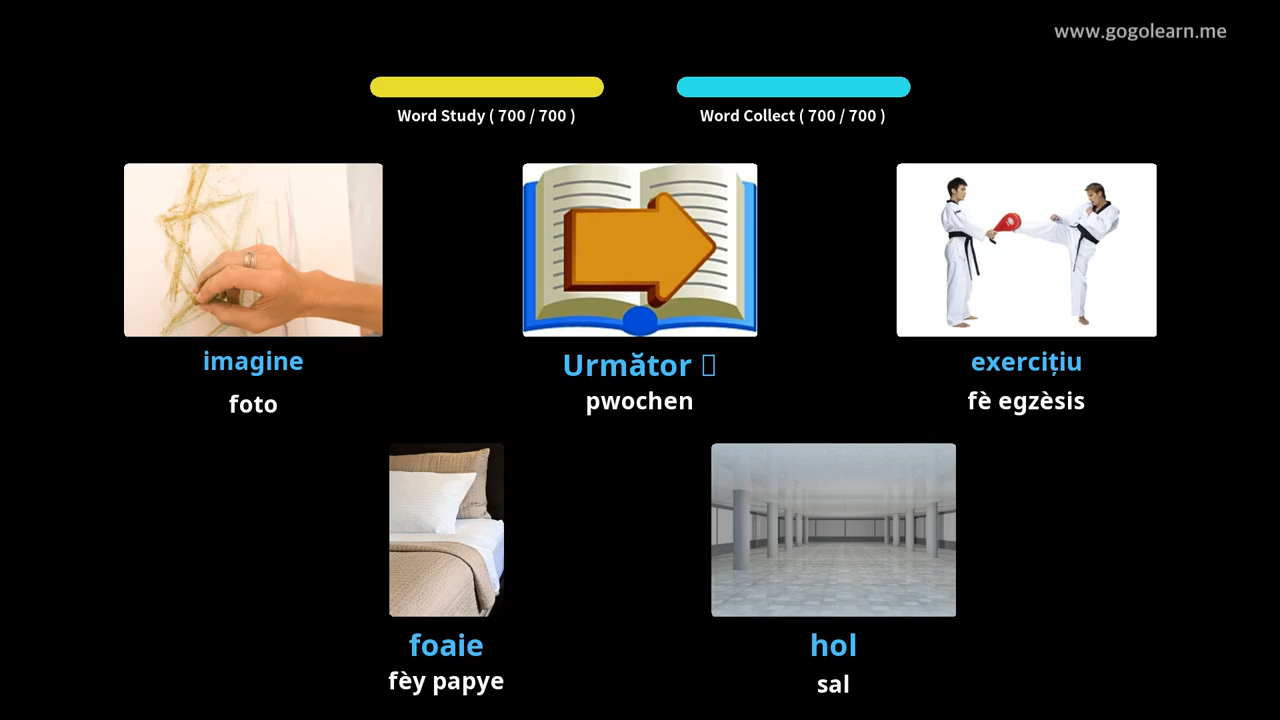 www.gogolearn.me
Word Study ( 700 / 700 )
Word Collect ( 700 / 700 )
imagine
foto
Următor
pwochen
exercițiu
fè egzèsis
foaie
fèy papye
hol
sal